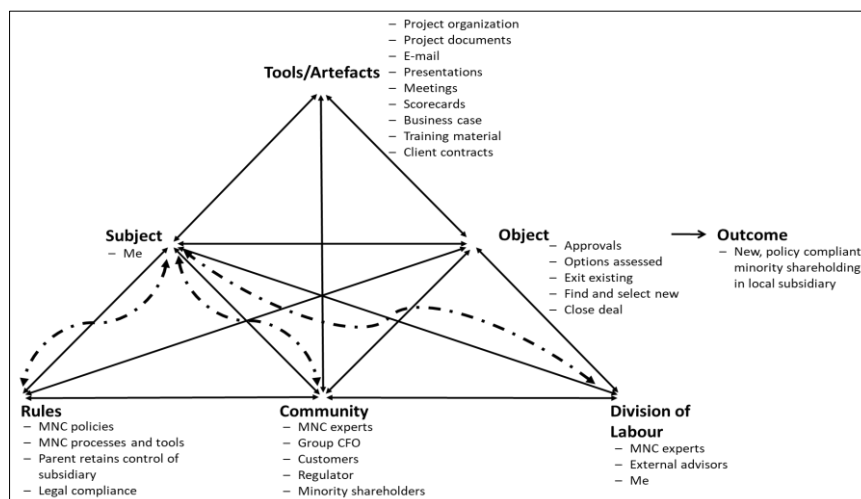 – Project organization
– Project documents
– E-mail
Tools/Artefacts
– Presentations
– Meetings
– Scorecards
– Business case
– Training material
– Client contracts
Subject
– Me
Object
– Approvals
– Options assessed
– Exit existing
– Find and select new
– Close deal
Outcome
– New, policy compliant
minority shareholding
in local subsidiary
Rules
– MNC policies
– MNC processes and tools
– Parent retains control of
subsidiary
– Legal compliance
Community
– MNC experts
– Group CFO
– Customers
– Regulator
– Minority shareholders
Division of
Labour
– MNC experts
– External advisors
– Me